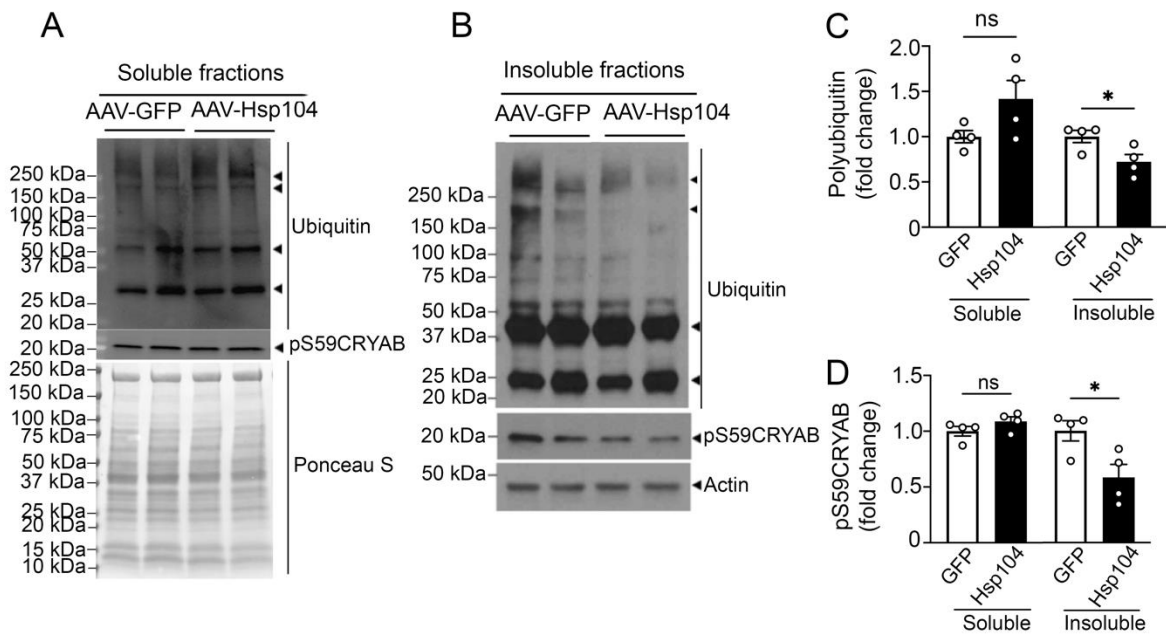 A
Soluble fractions
AAV-GFP AAV-Hsp104
250 kDa
150 kDa
100 kDa
75 kDa
50 kDa
37 kDa
25 kDa
20 kDa
Ubiquitin
20 kDa
pS59CRYAB
250 kDa
150 kDa
100 kDa
75 kDa
50 kDa
37 kDa
25 kDa
20 kDa
15 kDa
10 kDa
Ponceau S
B
Insoluble fractions
AAV-GFP AAV-Hsp104
250 kDa
150 kDa
100 kDa
75 kDa
50 kDa
37 kDa
25 kDa
20 kDa
Ubiquitin
20 kDa
pS59CRYAB
50 kDa
Actin
C
Polyubiquitin
(fold change)
2.0
1.5
1.0
0.5
0
ns
*
GFP
Hsp104
GFP
Hsp104
Soluble
Insoluble
D
pS59CRYAB
(fold change)
1.5
1.0
0.5
0
ns
*
GFP
Hsp104
GFP
Hsp104
Soluble
Insoluble